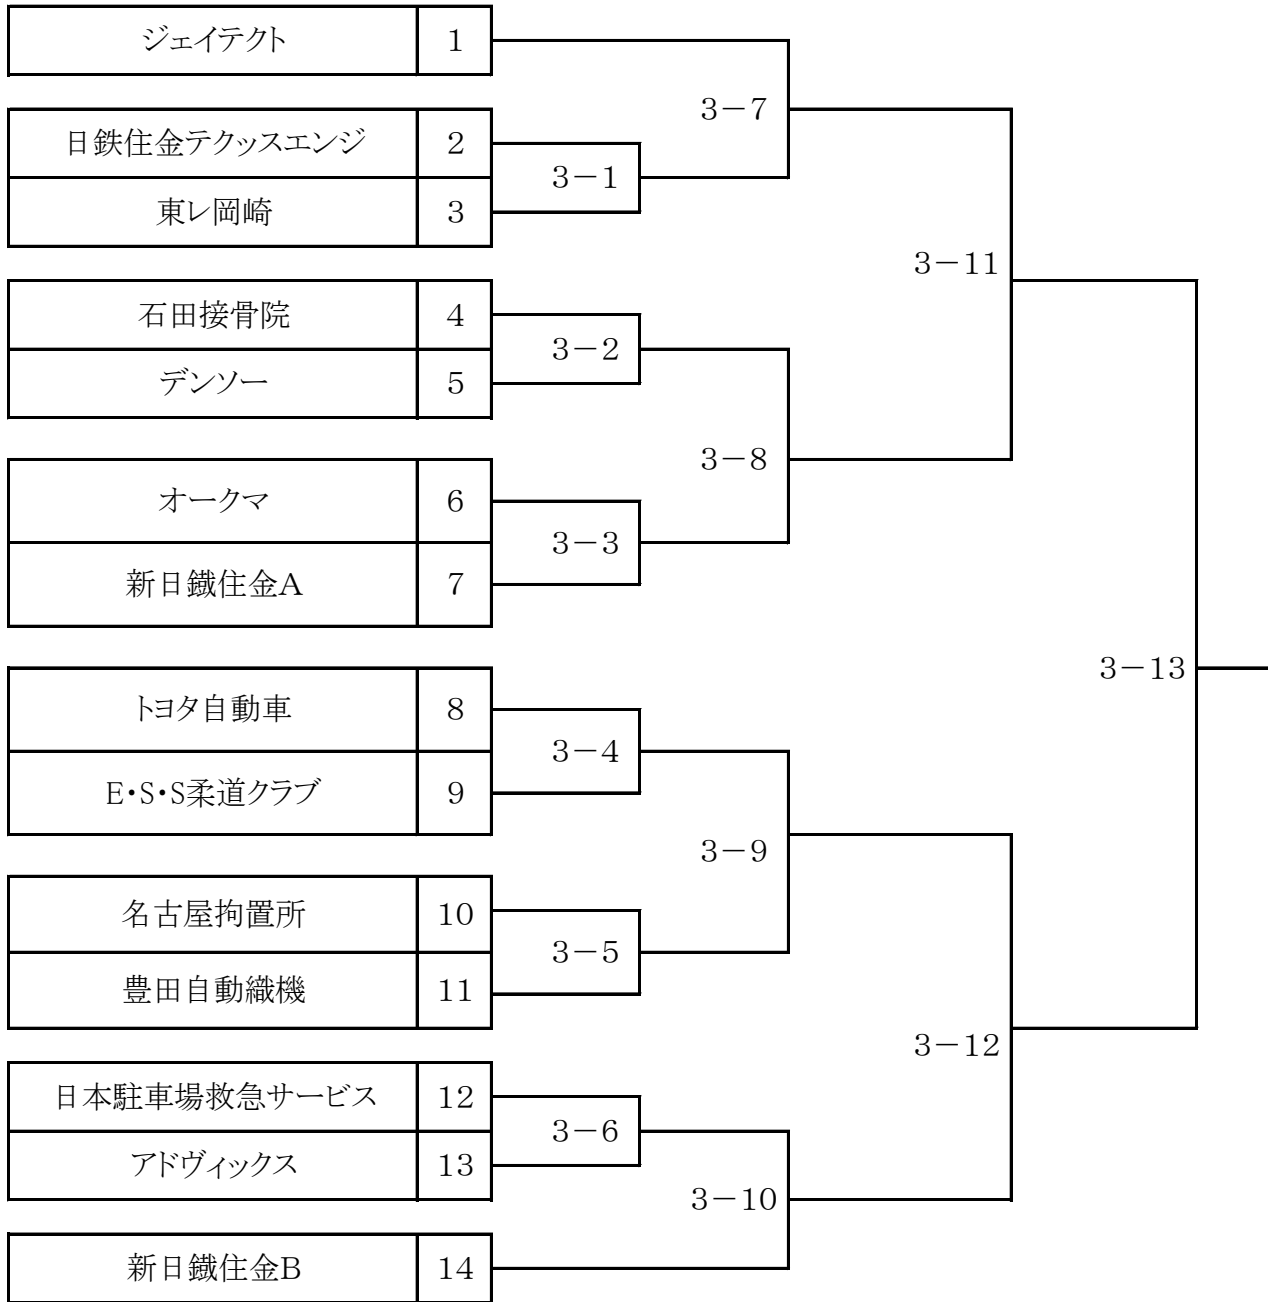 ジェイテクト 1
3－7
日鉄住金テクッスエンジ 2
3－1
東レ岡崎 3
3－11
石田接骨院 4
3－2
デンソー 5
3－8
オークマ 6
3－3
新日鐵住金A 7
3－13
トヨタ自動車 8
3－4
E・S・S柔道クラブ 9
3－9
名古屋拘置所 10
3－5
豊田自動織機 11
3－12
日本駐車場救急サービス 12
3－6
アドヴィックス 13
3－10
新日鐵住金B 14